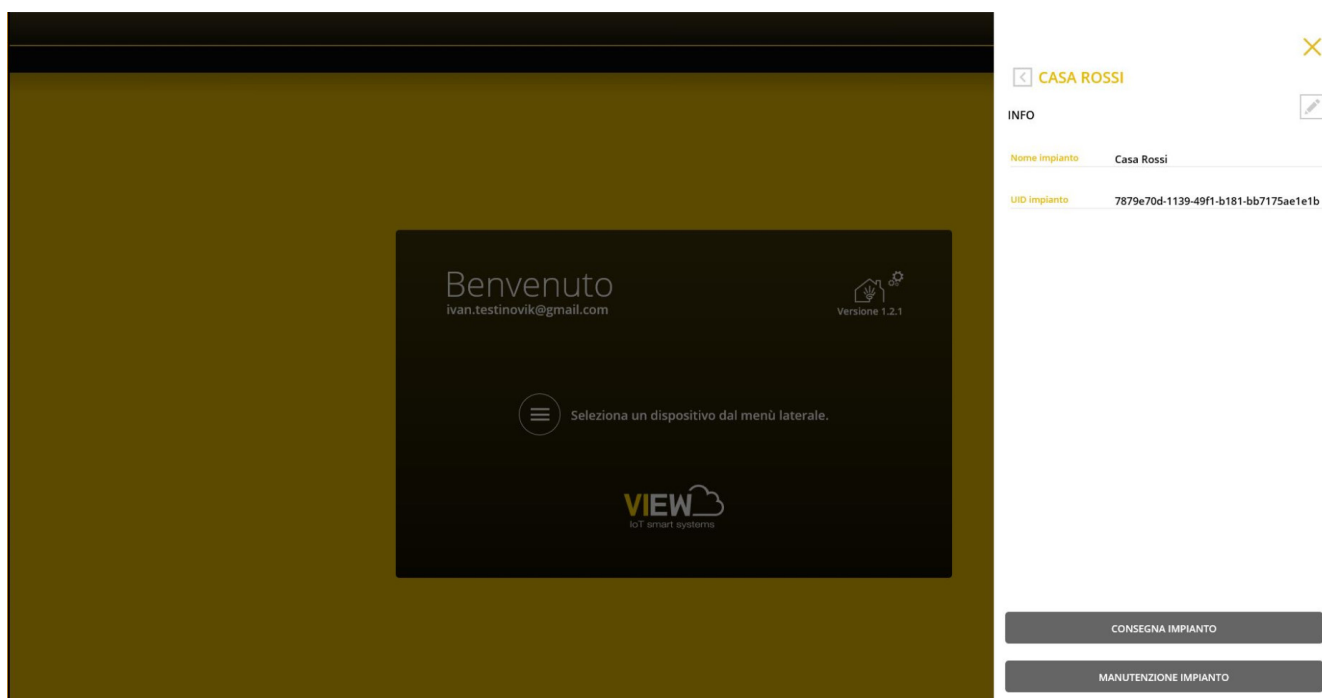 Benvenuto
ivan.testinovik@gmail.com
Versione 1.2.1
Seleziona un dispositivo dal menù laterale.
VIEW
IoT smart systems
CASA ROSSI
INFO
Nome impianto Casa Rossi
UID impianto 7879e70d-1139-49f1-b181-bb7175ae1e1b
CONSEGNA IMPIANTO
MANUTENZIONE IMPIANTO